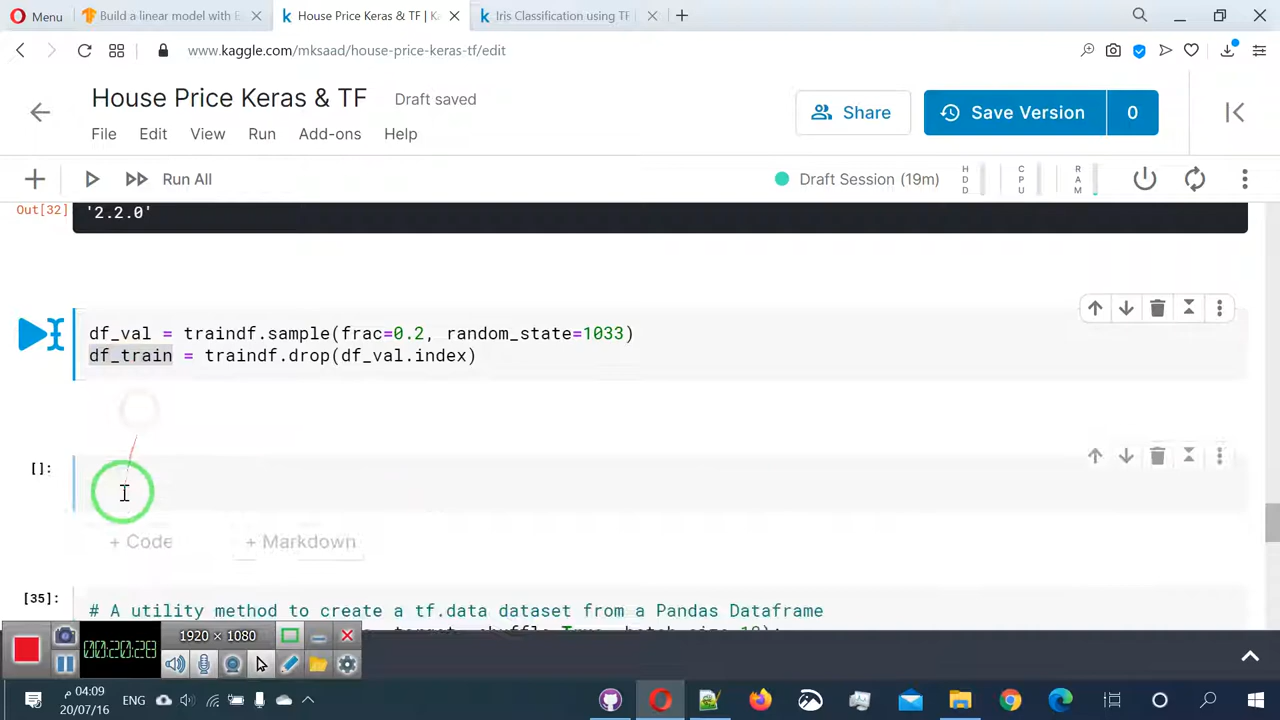 Menu
Build a linear model with E
House Price Keras & TF | Ka
Iris Classification using TF
www.kaggle.com/mksaad/house-price-keras-tf/edit
House Price Keras & TF
Draft saved
File Edit View Run Add-ons Help
Share
Save Version
0
Run All
Draft Session (19m)
HDD
CPU
RAM
Out[32]
'2.2.0'
df_val = traindf.sample(frac=0.2, random_state=1033)
df_train = traindf.drop(df_val.index)
[]:
+ Code
+ Markdown
[35]:
# A utility method to create a tf.data dataset from a Pandas Dataframe
00:20:28
1920 × 1080
04:09 م
20/07/16
ENG